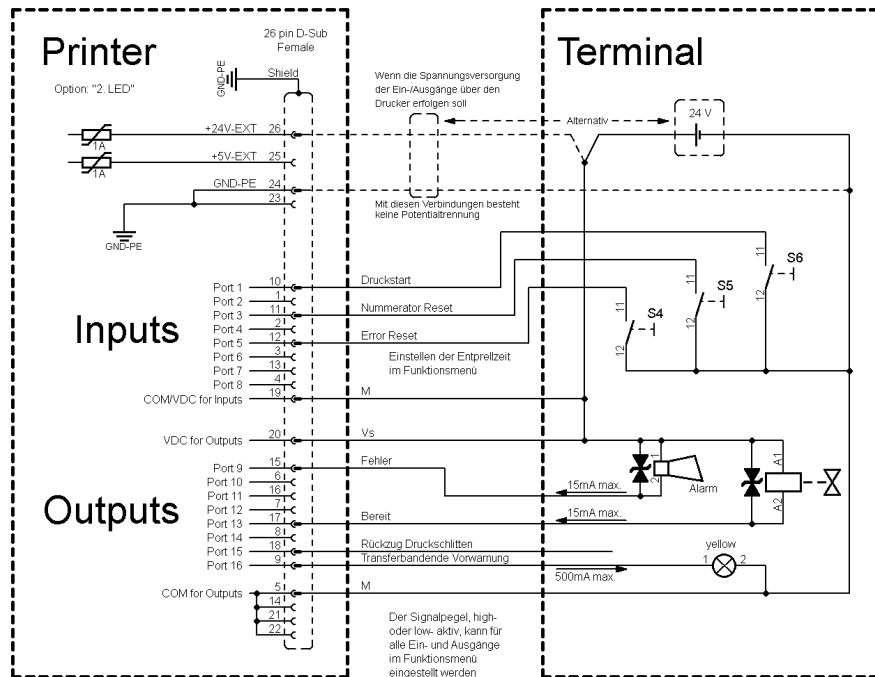 Printer
26 pin D-Sub
Female
Terminal
Option: "2. LED"
GND-PE
Shield
Wenn die Spannungsversorgung
der Ein-/Ausgänge über den
Drucker erfolgen soll
Alternativ
24 V
+24V-EXT 26
1A
+5V-EXT 25
1A
GND-PE 24
23
GND-PE
Mit diesen Verbindungen besteht
keine Potentialtrennung
11
S6
12
11
S5
12
11
S4
12
Inputs
Port 1 10 Druckstart
Port 2 1
Port 3 11 Nummerator Reset
Port 4 2
Port 5 12 Error Reset
Port 6 3
Port 7 13
Port 8 4
COM/VDC for Inputs 19 M
Einstellen der Entprellzeit
im Funktionsmenü
VDC for Outputs 20 Vs
Outputs
Port 9 15 Fehler
Port 10 6
Port 11 16
Port 12 7
Port 13 17 Bereit
Port 14 8
Port 15 18 Rückzug Druckschlitten
Port 16 9 Transferbandende Vorwarnung
15mA max.
15mA max.
1
2
Alarm
A1
A2
yellow
1 2
500mA max.
COM for Outputs 5 M
14
21
22
Der Signalpegel, high-
oder low- aktiv, kann für
alle Ein- und Ausgänge
im Funktionsmenü
eingestellt werden